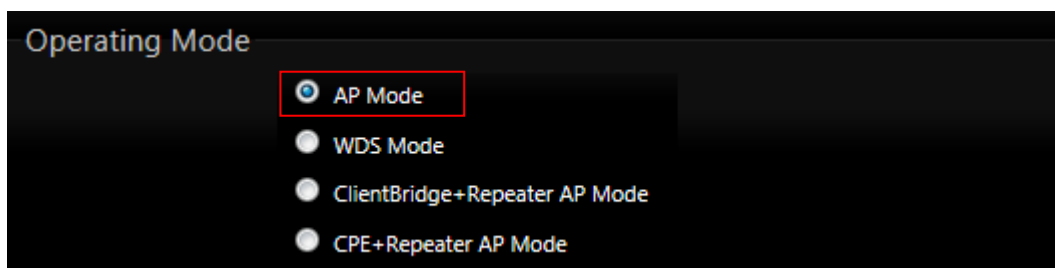 Operating Mode
AP Mode
WDS Mode
ClientBridge+Repeater AP Mode
CPE+Repeater AP Mode